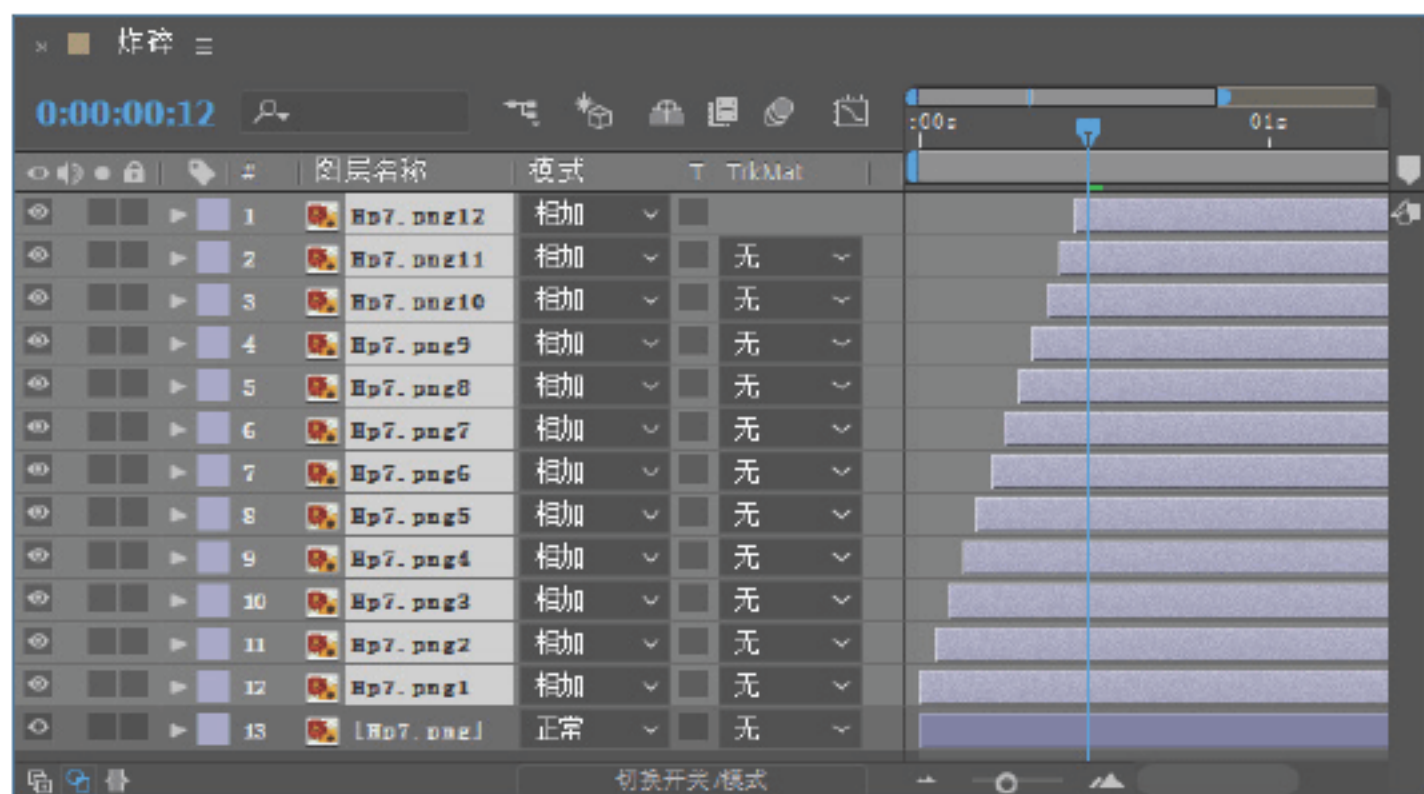 炸碎
0:00:00:12
:00s 01s
# 图层名称 模式 T TrkMat
1 Hp7.png12 相加
2 Hp7.png11 相加 无
3 Hp7.png10 相加 无
4 Hp7.png9 相加 无
5 Hp7.png8 相加 无
6 Hp7.png7 相加 无
7 Hp7.png6 相加 无
8 Hp7.png5 相加 无
9 Hp7.png4 相加 无
10 Hp7.png3 相加 无
11 Hp7.png2 相加 无
12 Hp7.png1 相加 无
13 [Hp7.png] 正常 无
切换开关/模式